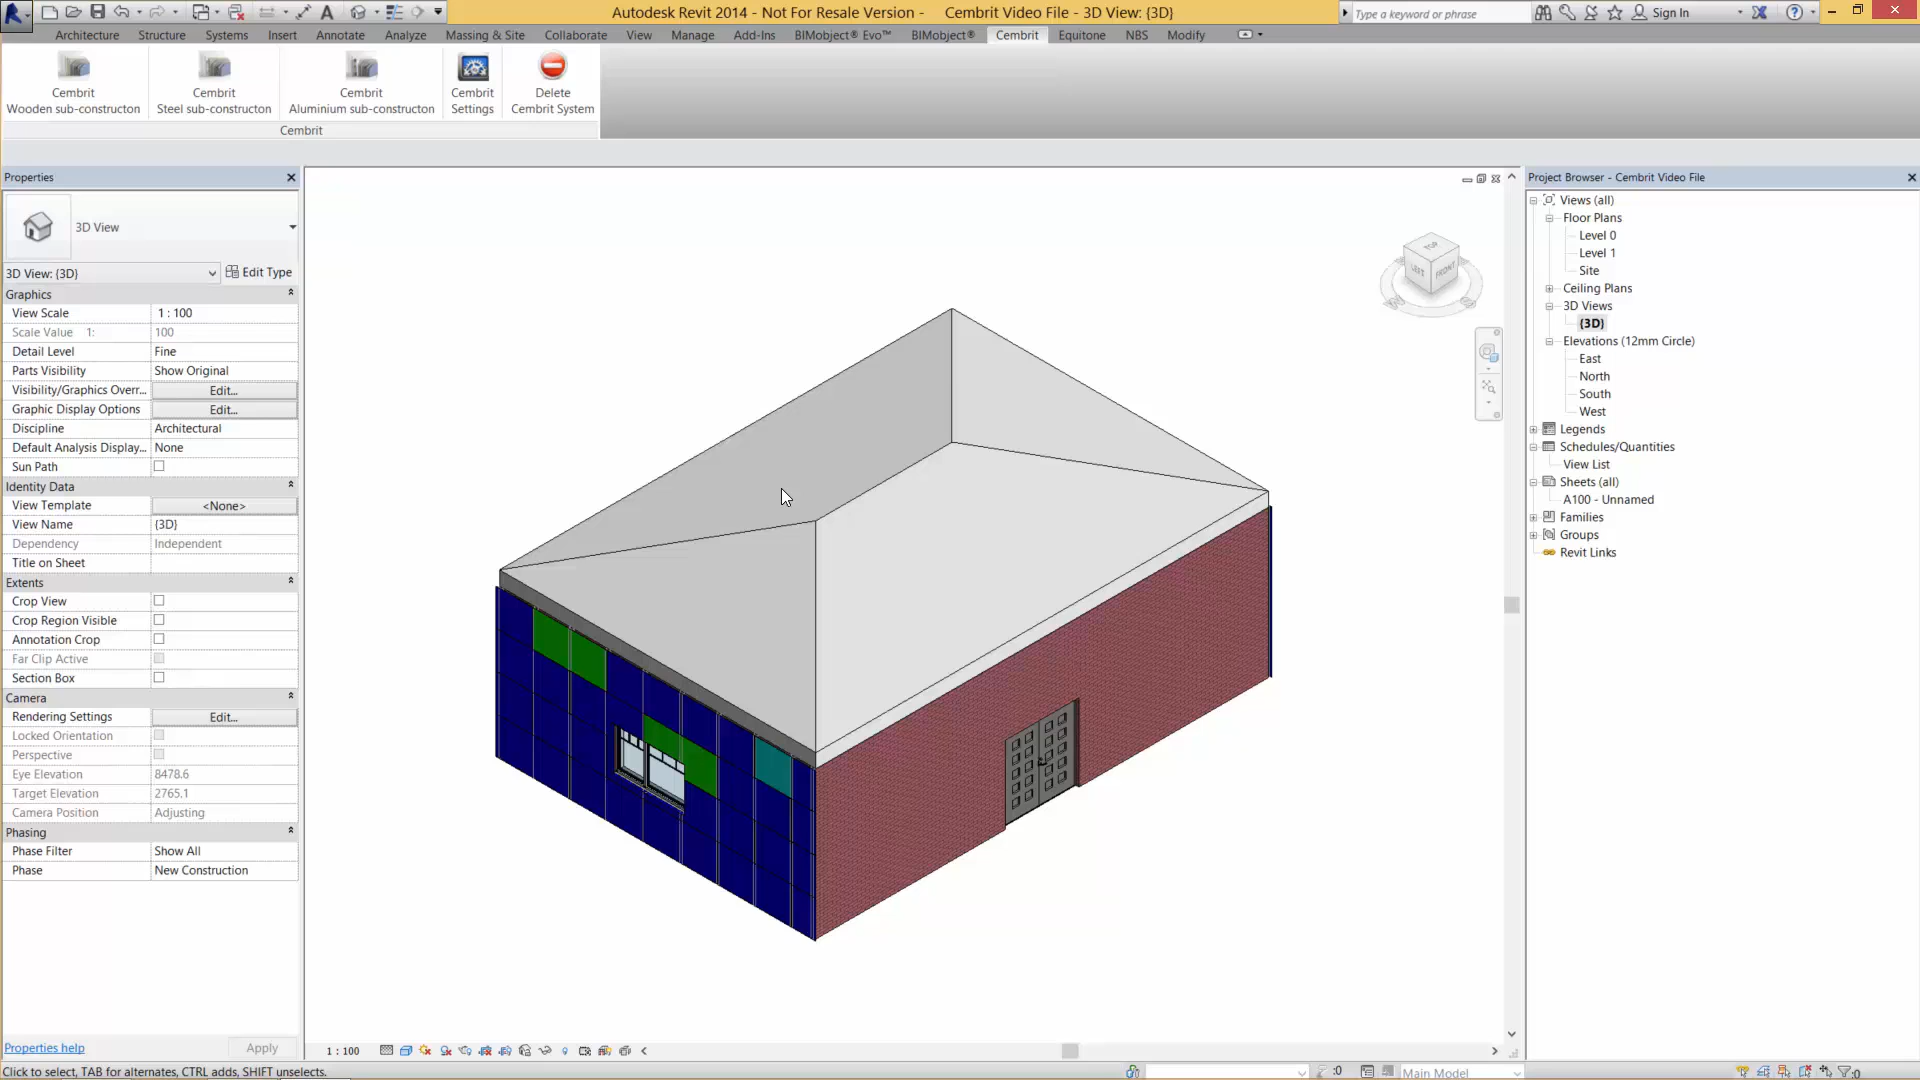 Autodesk Revit 2014 - Not For Resale Version - Cembrit Video File - 3D View: {3D}
Type a keyword or phrase
Sign In
Architecture Structure Systems Insert Annotate Analyze Massing & Site Collaborate View Manage Add-Ins BIMobject® Evo™ BIMobject® Cembrit Equitone NBS Modify
Cembrit
Wooden sub-constructon
Cembrit
Steel sub-constructon
Cembrit
Aluminium sub-constructon
Cembrit
Settings
Delete
Cembrit System
Cembrit
Properties
3D View
3D View: {3D}
Edit Type
Graphics
View Scale 1 : 100
Scale Value 1: 100
Detail Level Fine
Parts Visibility Show Original
Visibility/Graphics Overr... Edit...
Graphic Display Options Edit...
Discipline Architectural
Default Analysis Display... None
Sun Path
Identity Data
View Template <None>
View Name {3D}
Dependency Independent
Title on Sheet
Extents
Crop View
Crop Region Visible
Annotation Crop
Far Clip Active
Section Box
Camera
Rendering Settings Edit...
Locked Orientation
Perspective
Eye Elevation 8478.6
Target Elevation 2765.1
Camera Position Adjusting
Phasing
Phase Filter Show All
Phase New Construction
Properties help
Apply
TOP
LEFT
FRONT
1 : 100
Project Browser - Cembrit Video File
Views (all)
Floor Plans
Level 0
Level 1
Site
Ceiling Plans
3D Views
{3D}
Elevations (12mm Circle)
East
North
South
West
Legends
Schedules/Quantities
View List
Sheets (all)
A100 - Unnamed
Families
Groups
Revit Links
Click to select, TAB for alternates, CTRL adds, SHIFT unselects.
:0
Main Model
:0